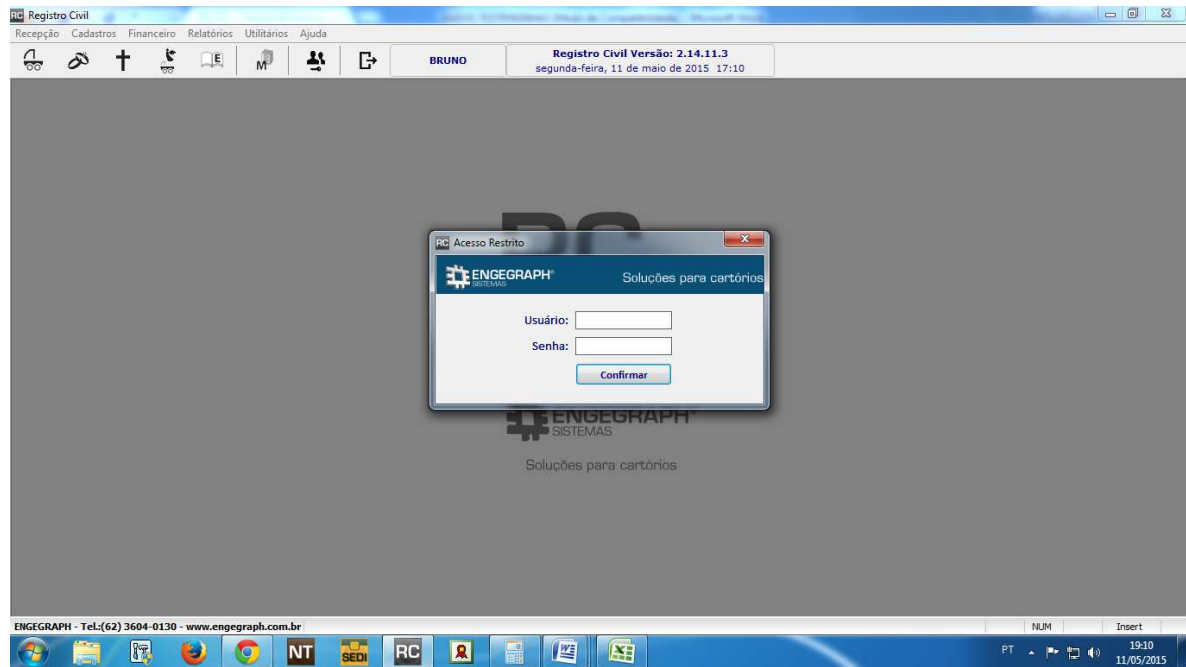 RC Registro Civil
Recepção Cadastros Financeiro Relatórios Utilitários Ajuda
E M BRUNO
Registro Civil Versão: 2.14.11.3
segunda-feira, 11 de maio de 2015 17:10
RC Acesso Restrito
ENGEGRAPH®
SISTEMAS
Soluções para cartórios
Usuário:
Senha:
Confirmar
ENGEGRAPH®
SISTEMAS
Soluções para cartórios
ENGEGRAPH - Tel.:(62) 3604-0130 - www.engegraph.com.br NUM Insert
NT SEDI RC PT 19:10
11/05/2015